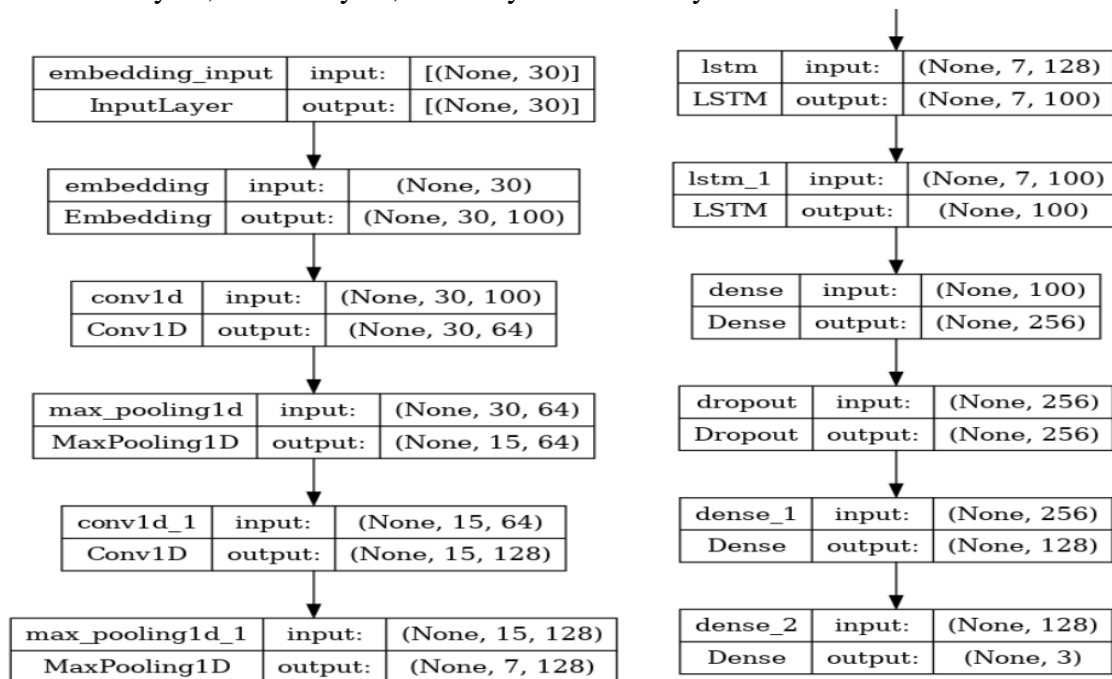 embedding_input input: [(None, 30)]
InputLayer output: [(None, 30)]
embedding input: (None, 30)
Embedding output: (None, 30, 100)
conv1d input: (None, 30, 100)
Conv1D output: (None, 30, 64)
max_pooling1d input: (None, 30, 64)
MaxPooling1D output: (None, 15, 64)
conv1d_1 input: (None, 15, 64)
Conv1D output: (None, 15, 128)
max_pooling1d_1 input: (None, 15, 128)
MaxPooling1D output: (None, 7, 128)
lstm input: (None, 7, 128)
LSTM output: (None, 7, 100)
lstm_1 input: (None, 7, 100)
LSTM output: (None, 100)
dense input: (None, 100)
Dense output: (None, 256)
dropout input: (None, 256)
Dropout output: (None, 256)
dense_1 input: (None, 256)
Dense output: (None, 128)
dense_2 input: (None, 128)
Dense output: (None, 3)